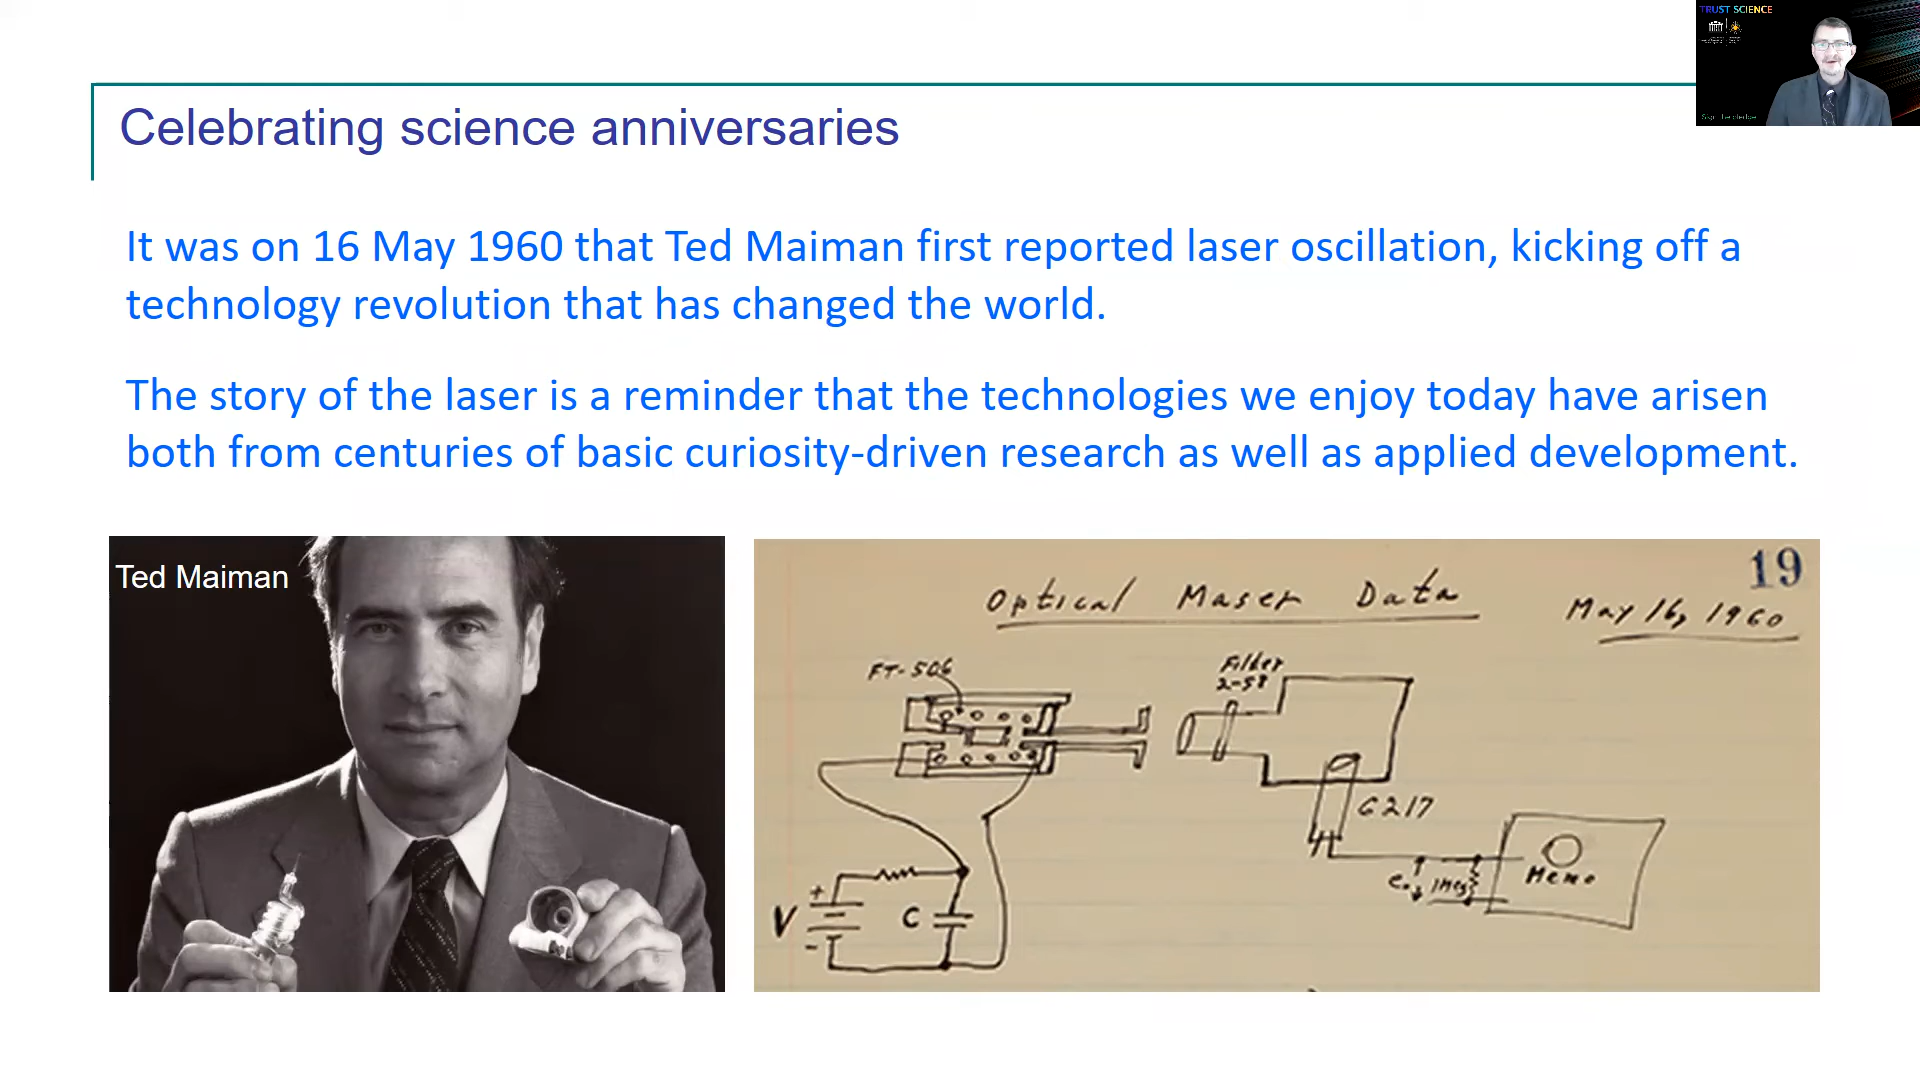 TRUST SCIENCE
Celebrating science anniversaries
It was on 16 May 1960 that Ted Maiman first reported laser oscillation, kicking off a
technology revolution that has changed the world.
The story of the laser is a reminder that the technologies we enjoy today have arisen
both from centuries of basic curiosity-driven research as well as applied development.
Ted Maiman
19
Optical Maser Data
May 16, 1960
FT-506
Filter
2-58
G217
1Meg
Memo
+
V
C
-